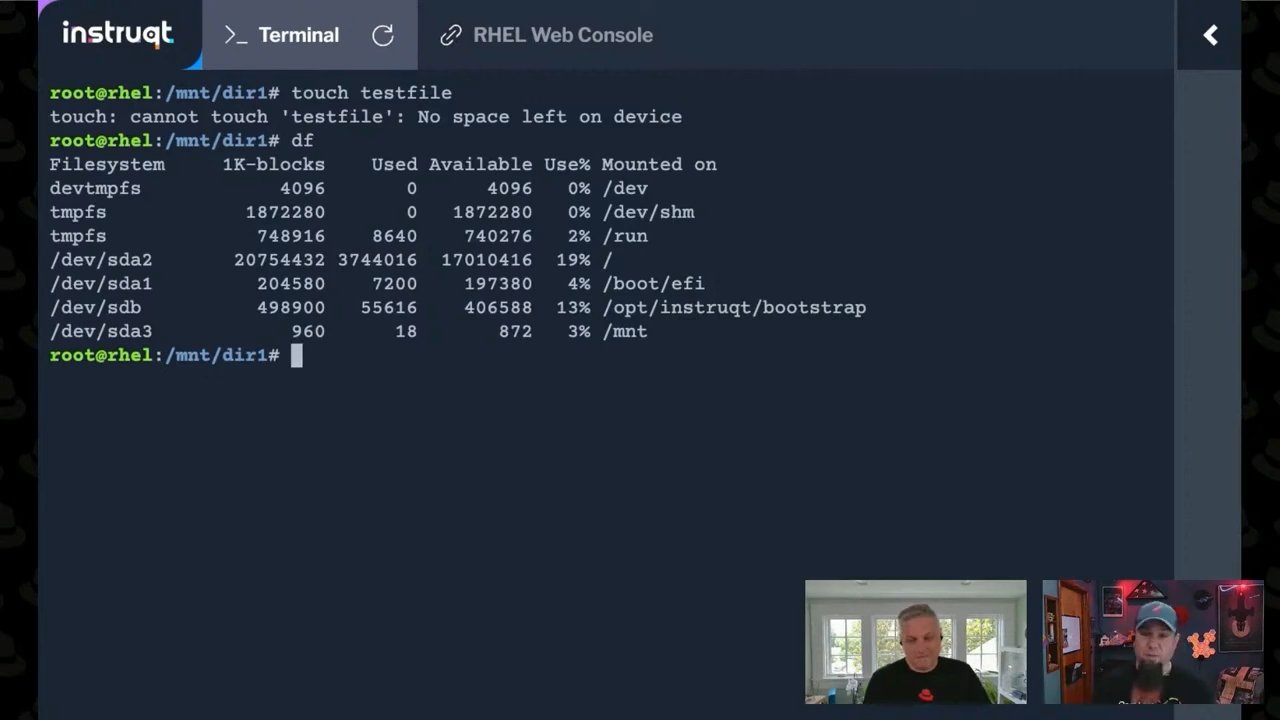 instruqt
>_ Terminal
RHEL Web Console
root@rhel:/mnt/dir1# touch testfile
touch: cannot touch 'testfile': No space left on device
root@rhel:/mnt/dir1# df
Filesystem 1K-blocks Used Available Use% Mounted on
devtmpfs 4096 0 4096 0% /dev
tmpfs 1872280 0 1872280 0% /dev/shm
tmpfs 748916 8640 740276 2% /run
/dev/sda2 20754432 3744016 17010416 19% /
/dev/sda1 204580 7200 197380 4% /boot/efi
/dev/sdb 498900 55616 406588 13% /opt/instruqt/bootstrap
/dev/sda3 960 18 872 3% /mnt
root@rhel:/mnt/dir1#